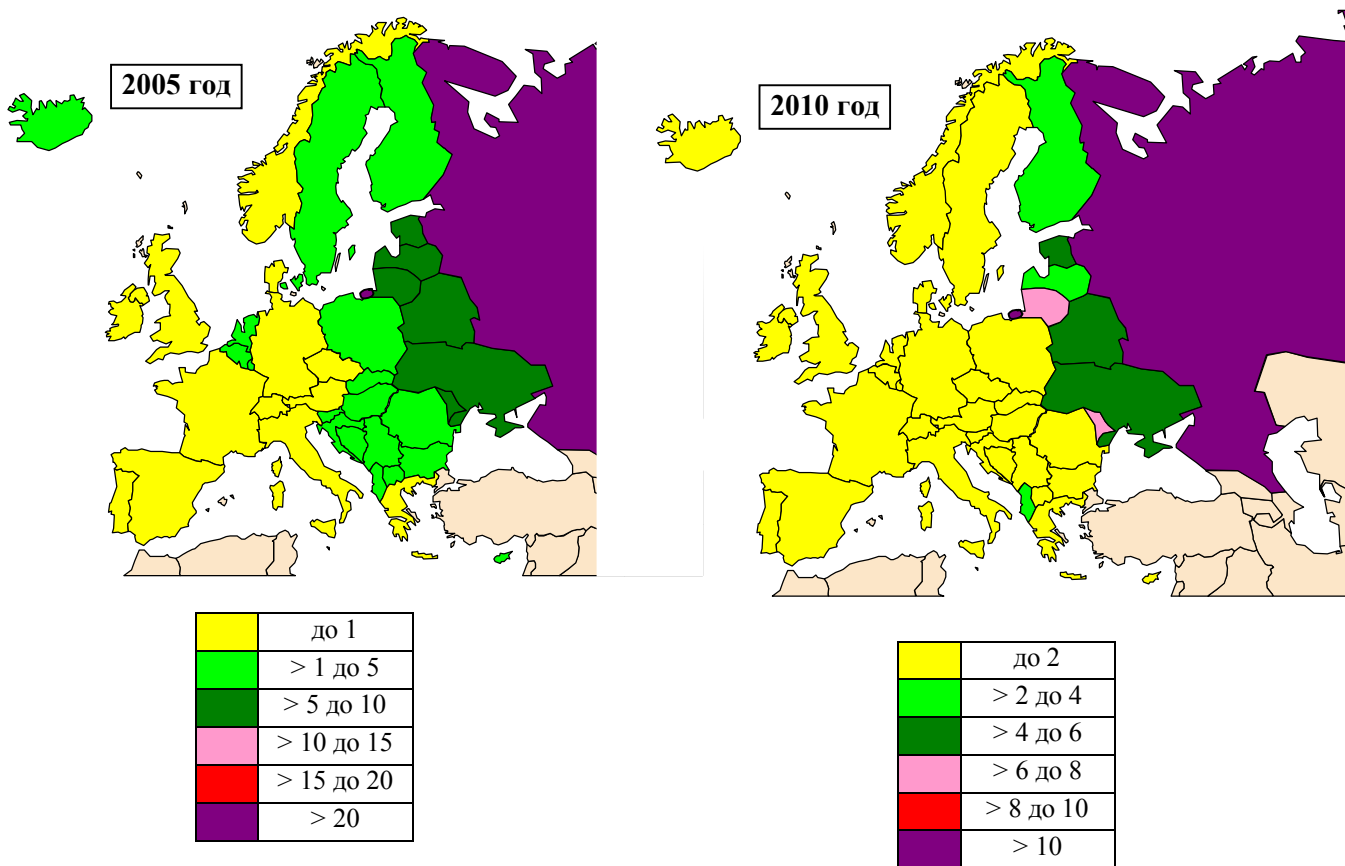 2005 год
2010 год
до 1
> 1 до 5
> 5 до 10
> 10 до 15
> 15 до 20
> 20
до 2
> 2 до 4
> 4 до 6
> 6 до 8
> 8 до 10
> 10